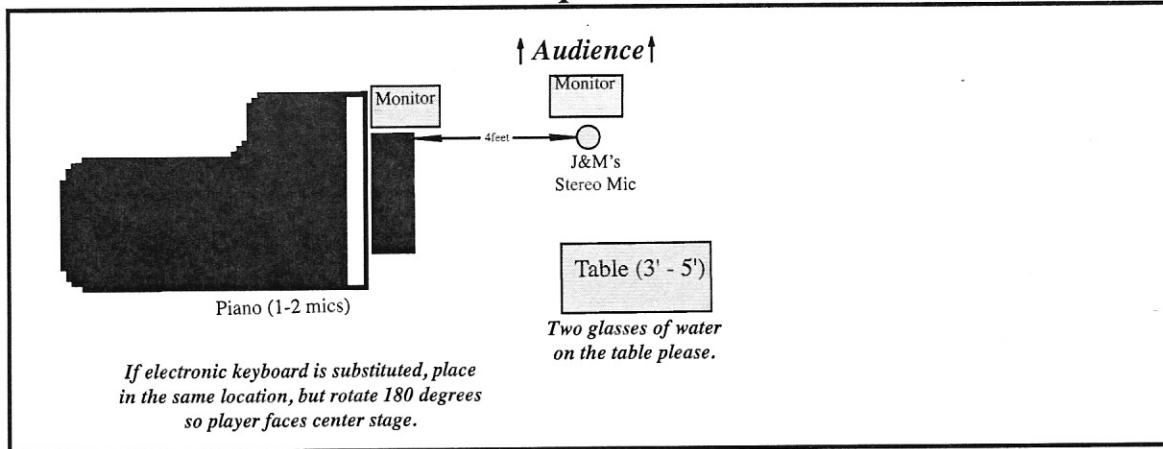 ↑ Audience ↑
Monitor
Monitor
4feet
J&M's
Stereo Mic
Table (3' - 5')
Piano (1-2 mics)
Two glasses of water
on the table please.
If electronic keyboard is substituted, place
in the same location, but rotate 180 degrees
so player faces center stage.